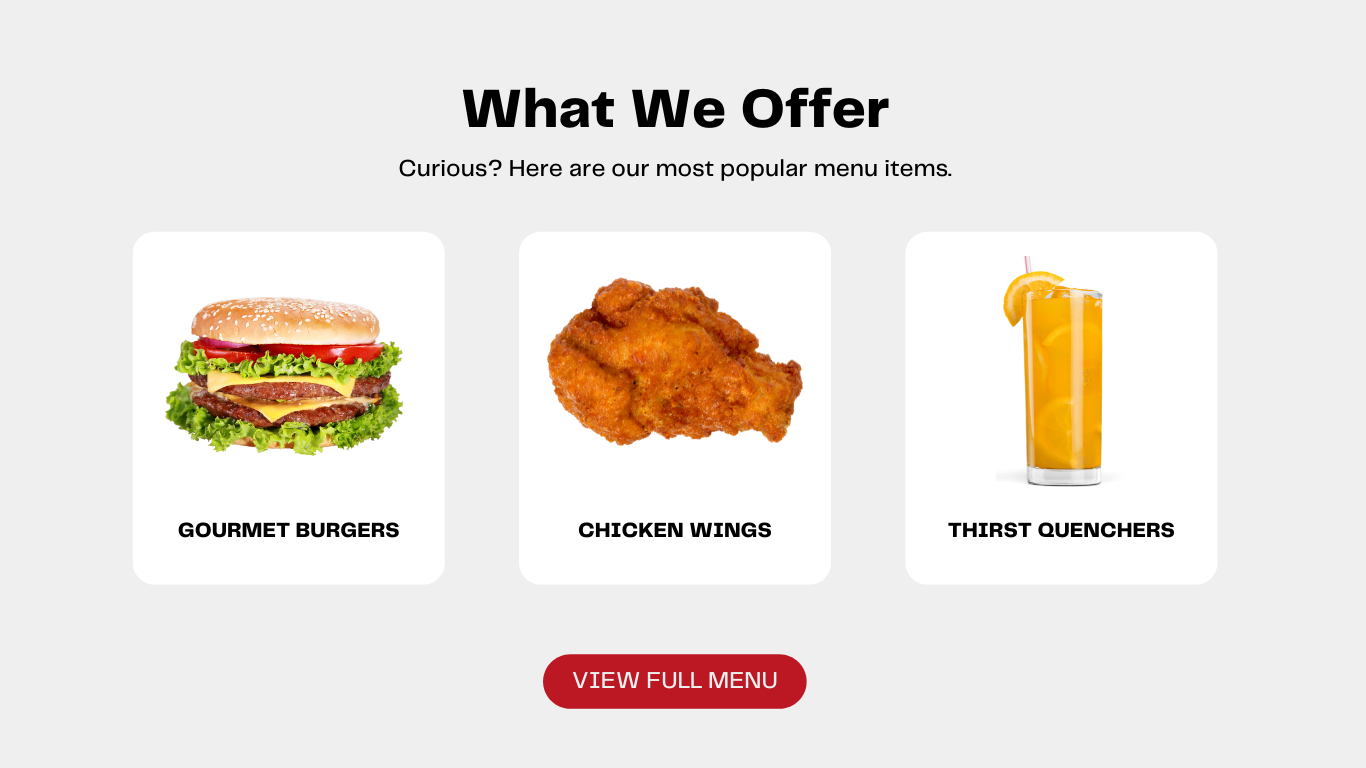 What We Offer
Curious? Here are our most popular menu items.
GOURMET BURGERS
CHICKEN WINGS
THIRST QUENCHERS
VIEW FULL MENU